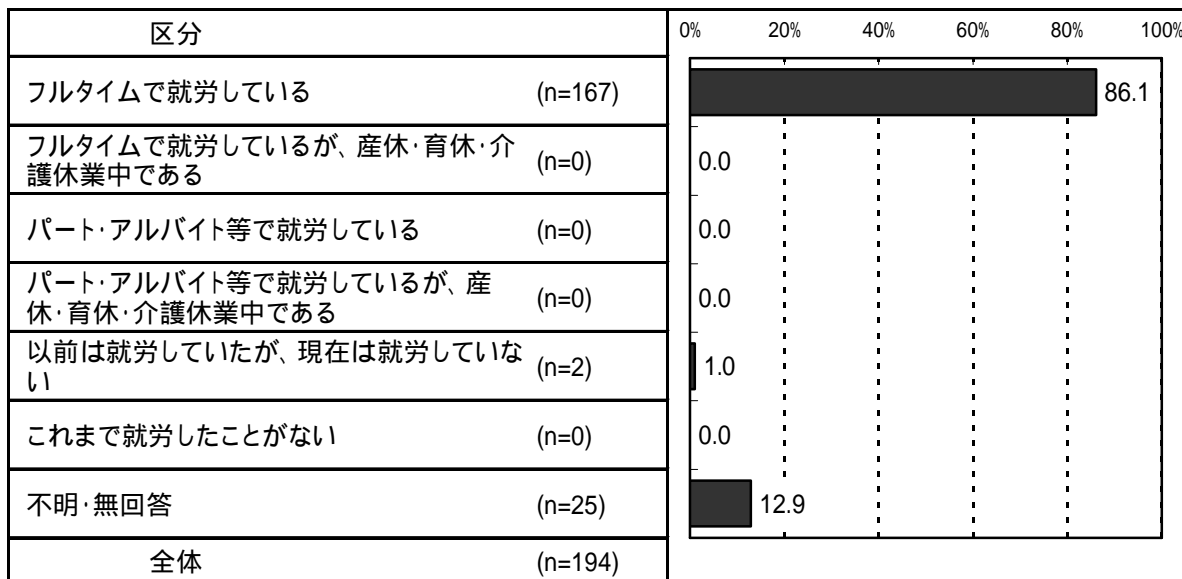 区分
0% 20% 40% 60% 80% 100%
フルタイムで就労している (n=167) 86.1
フルタイムで就労しているが、産休・育休・介
護休業中である (n=0) 0.0
パート・アルバイト等で就労している (n=0) 0.0
パート・アルバイト等で就労しているが、産
休・育休・介護休業中である (n=0) 0.0
以前は就労していたが、現在は就労していな
い (n=2) 1.0
これまで就労したことがない (n=0) 0.0
不明・無回答 (n=25) 12.9
全体 (n=194)